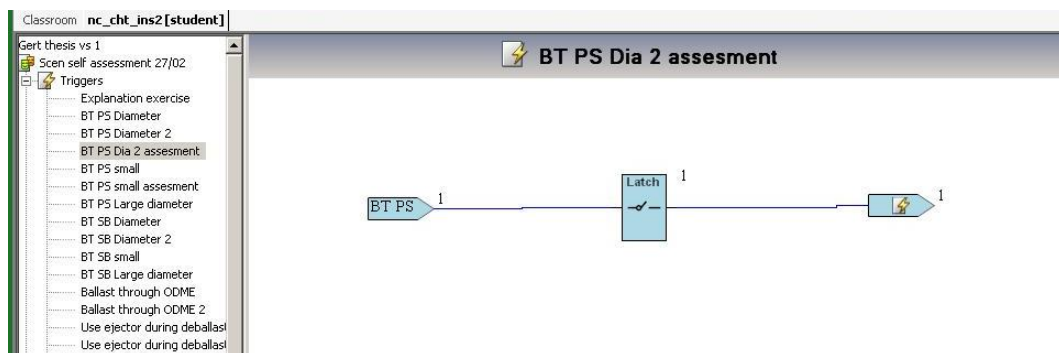 Classroom nc_cht_ins2 [student]
Gert thesis vs 1
Scen self assessment 27/02
Triggers
Explanation exercise
BT PS Diameter
BT PS Diameter 2
BT PS Dia 2 assesment
BT PS small
BT PS small assesment
BT PS Large diameter
BT SB Diameter
BT SB Diameter 2
BT SB small
BT SB Large diameter
Ballast through ODME
Ballast through ODME 2
Use ejector during deballast
Use ejector during deballast
BT PS Dia 2 assesment
BT PS 1
Latch 1
1